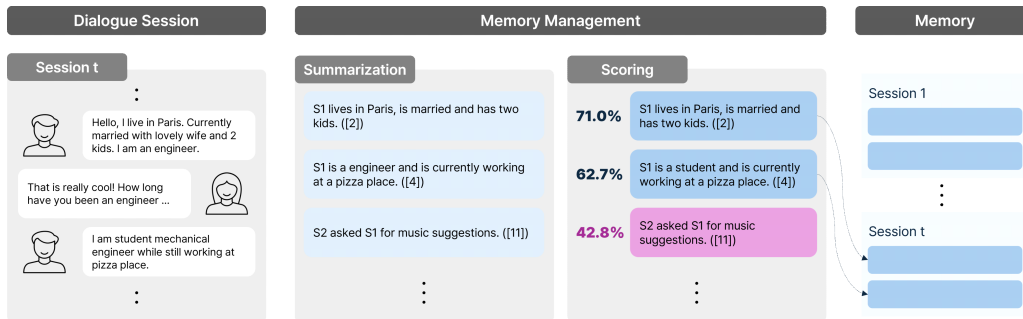 Dialogue Session
Session t
Hello, I live in Paris. Currently
married with lovely wife and 2
kids. I am an engineer.
That is really cool! How long
have you been an engineer ...
I am student mechanical
engineer while still working at
pizza place.
Memory Management
Summarization
S1 lives in Paris, is married and has two
kids. ([2])
S1 is a engineer and is currently working
at a pizza place. ([4])
S2 asked S1 for music suggestions. ([11])
Scoring
71.0%
S1 lives in Paris, is married and
has two kids. ([2])
62.7%
S1 is a student and is currently
working at a pizza place. ([4])
42.8%
S2 asked S1 for music
suggestions. ([11])
Memory
Session 1
Session t